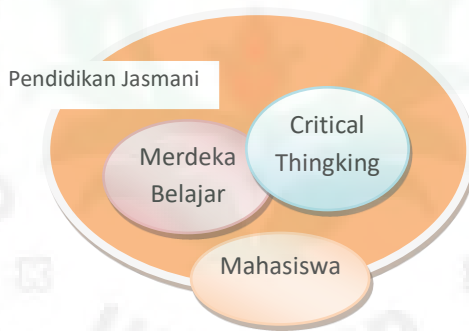 Pendidikan Jasmani
Critical
Thingking
Merdeka
Belajar
Mahasiswa